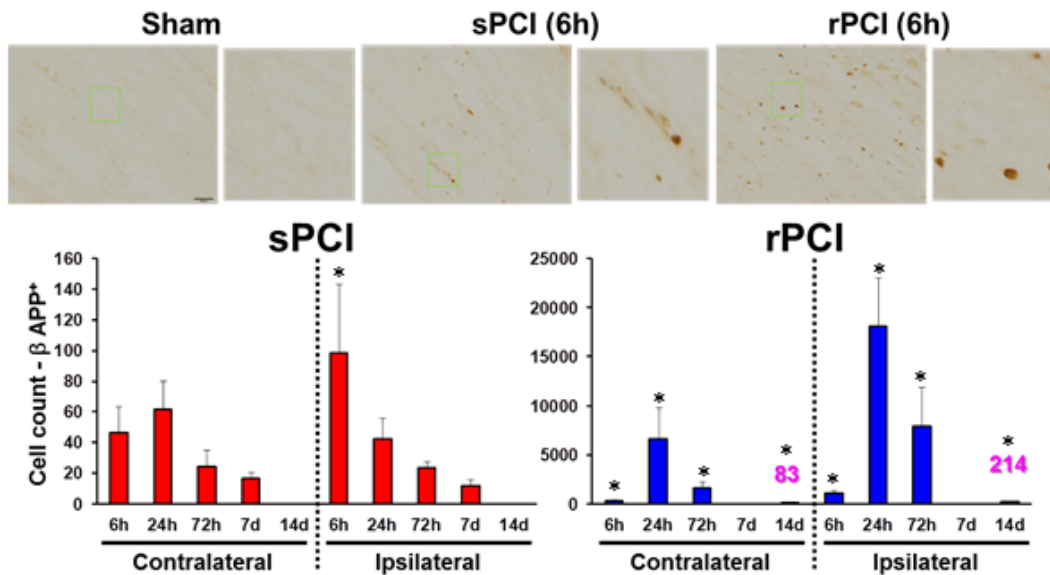 Sham sPCI (6h) rPCI (6h)
sPCI rPCI
Cell count - β APP⁺
160
140
120
100
80
60
40
20
0
*
6h 24h 72h 7d 14d 6h 24h 72h 7d 14d
Contralateral Ipsilateral
25000
20000
15000
10000
5000
0
* * * * * * * *
83 214
6h 24h 72h 7d 14d 6h 24h 72h 7d 14d
Contralateral Ipsilateral